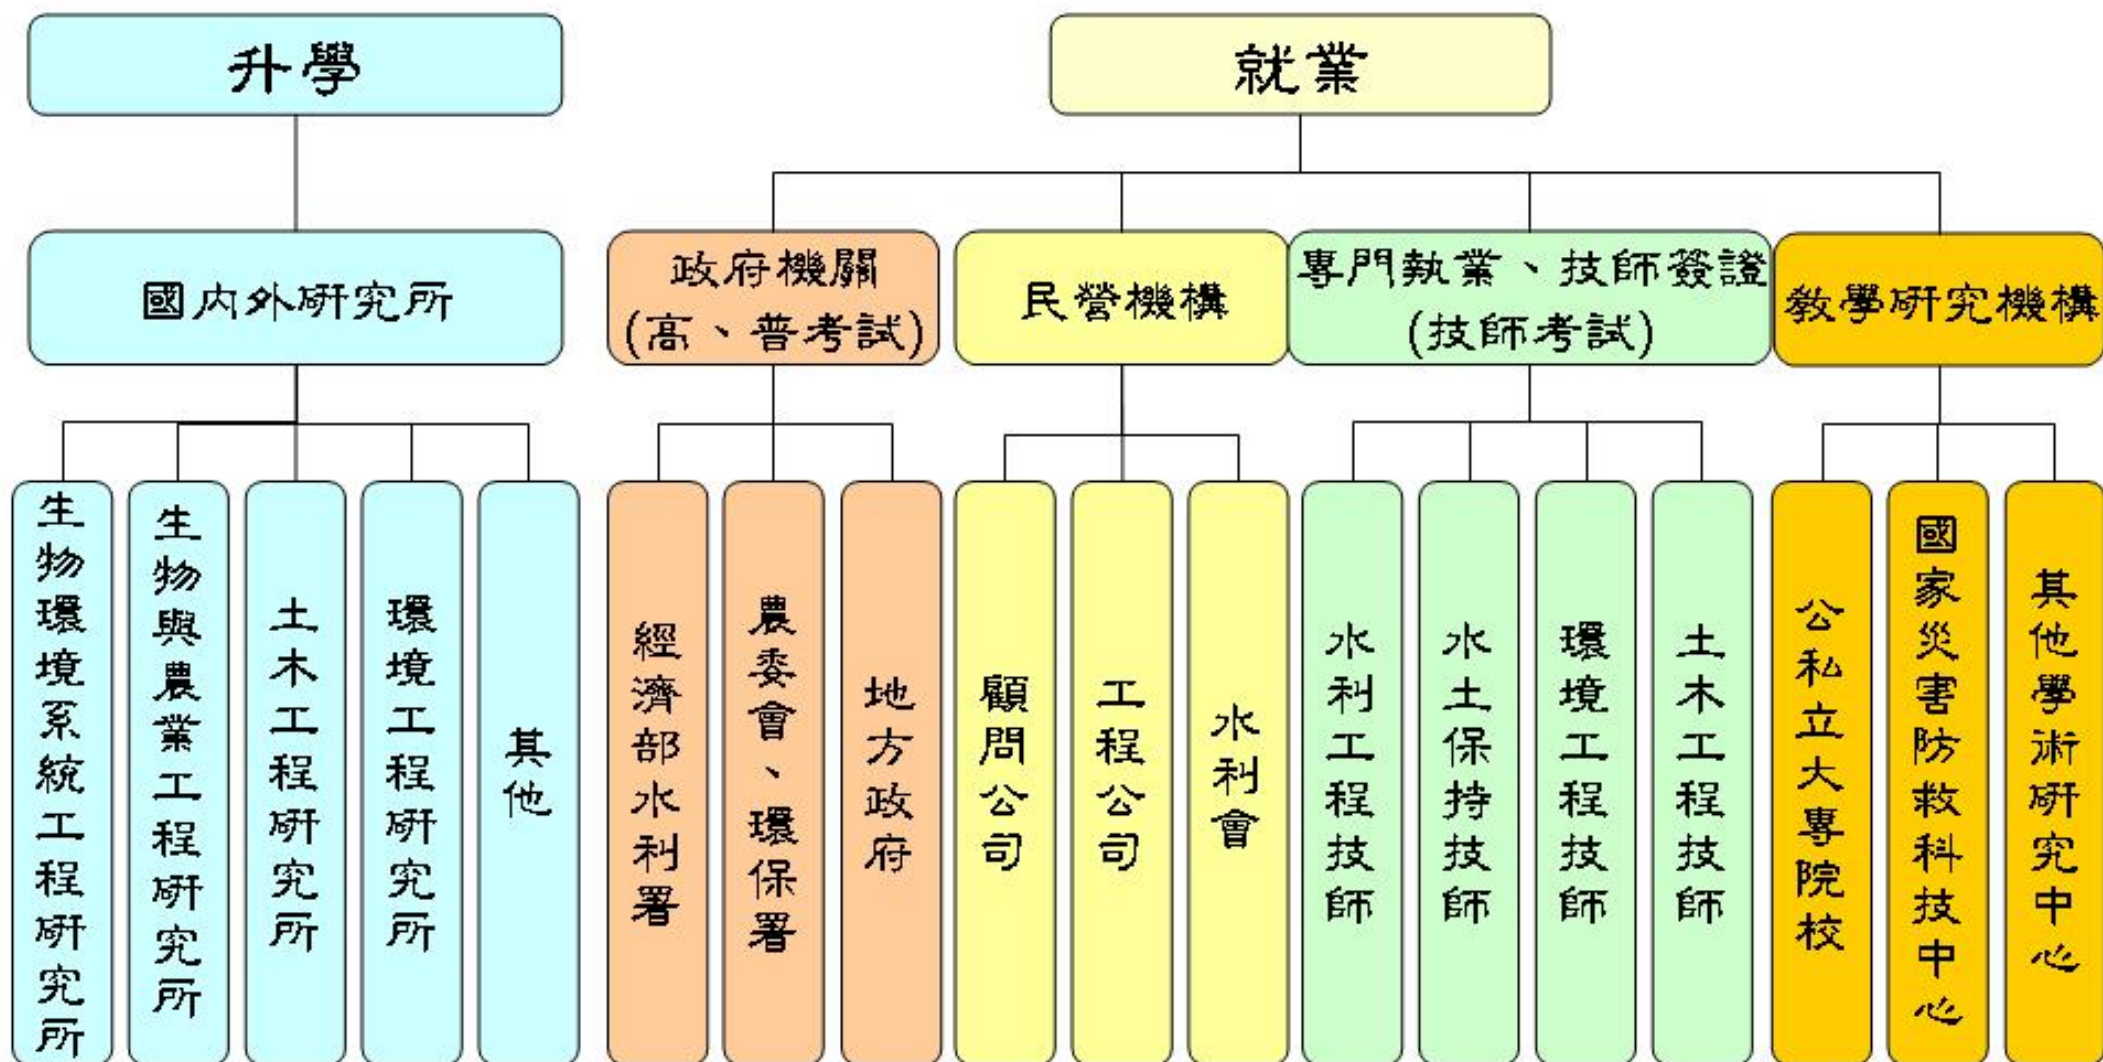 升學
就業
國內外研究所
政府機關
(高、普考試)
民營機構
專門執業、技師簽證
(技師考試)
教學研究機構
生物環境系統工程研究所
生物與農業工程研究所
土木工程研究所
環境工程研究所
其他
經濟部水利署
農委會、環保署
地方政府
顧問公司
工程公司
水利會
水利工程技師
水土保持技師
環境工程技師
土木工程技師
公私立大專院校
國家災害防救科技中心
其他學術研究中心